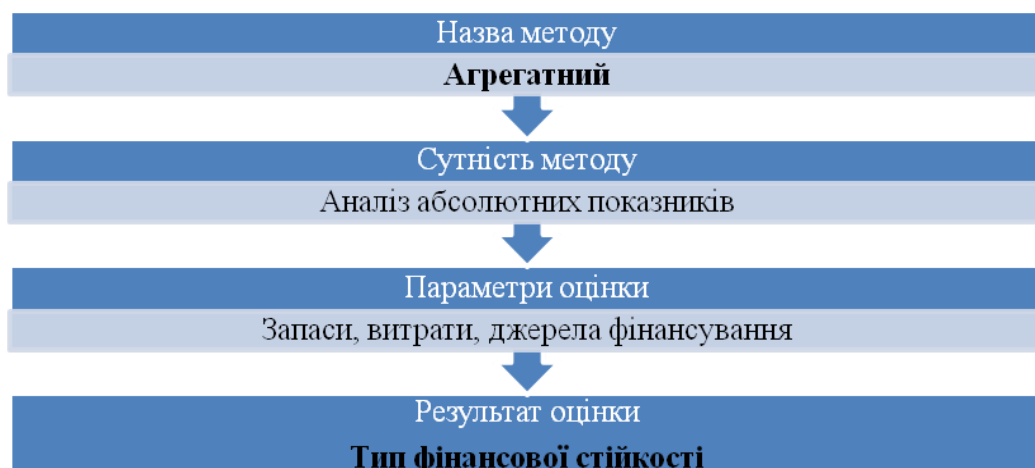 Назва методу
Агрегатний
Сутність методу
Аналіз абсолютних показників
Параметри оцінки
Запаси, витрати, джерела фінансування
Результат оцінки
Тип фінансової стійкості